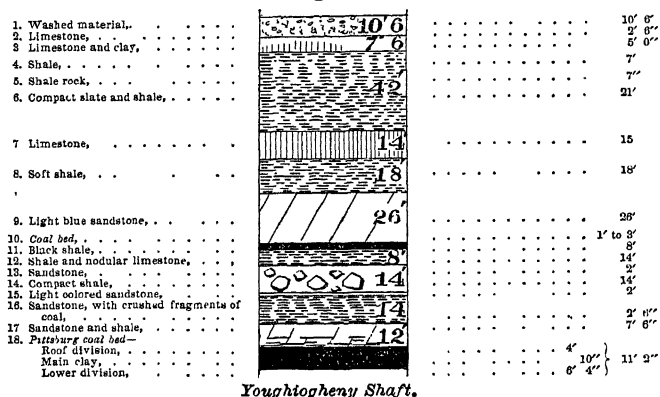 1. Washed material, 10′ 6′
2. Limestone, 2′ 6″
3 Limestone and clay, 5′ 0″
4. Shale, 7′
5. Shale rock, 7″
6. Compact slate and shale, 21′
7 Limestone, 15
8. Soft shale, 18′
9. Light blue sandstone, 26′
10. Coal bed, 1′ to 3′
11. Black shale, 8′
12. Shale and nodular limestone, 14′
13. Sandstone, 2′
14. Compact shale, 14′
15. Light colored sandstone, 2′
16. Sandstone, with crushed fragments of
coal, 2′ 6″
17 Sandstone and shale, 7′ 6″
18. Pittsburg coal bed—
Roof division, 4′
Main clay, 10″ } 11′ 2″
Lower division, 6′ 4″
10′6
7′6
42′
14′
18′
26′
8′
14′
14
12′
Youghiogheny Shaft.